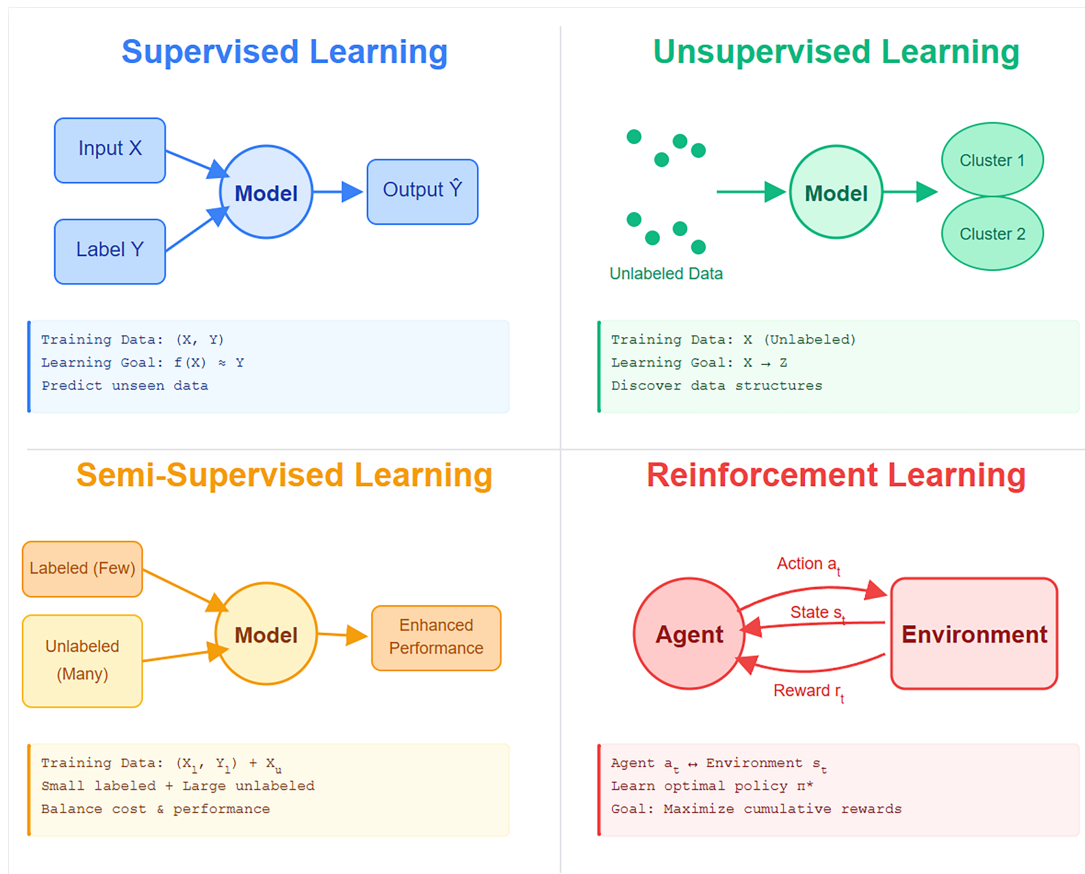 Supervised Learning
Input X
Label Y
Model
Output Ŷ
Training Data: (X, Y)
Learning Goal: f(X) ≈ Y
Predict unseen data
Unsupervised Learning
Unlabeled Data
Model
Cluster 1
Cluster 2
Training Data: X (Unlabeled)
Learning Goal: X → Z
Discover data structures
Semi-Supervised Learning
Labeled (Few)
Unlabeled
(Many)
Model
Enhanced
Performance
Training Data: (Xₗ, Yₗ) + Xᵤ
Small labeled + Large unlabeled
Balance cost & performance
Reinforcement Learning
Agent
Action aₜ
State sₜ
Reward rₜ
Environment
Agent aₜ ↔ Environment sₜ
Learn optimal policy π*
Goal: Maximize cumulative rewards